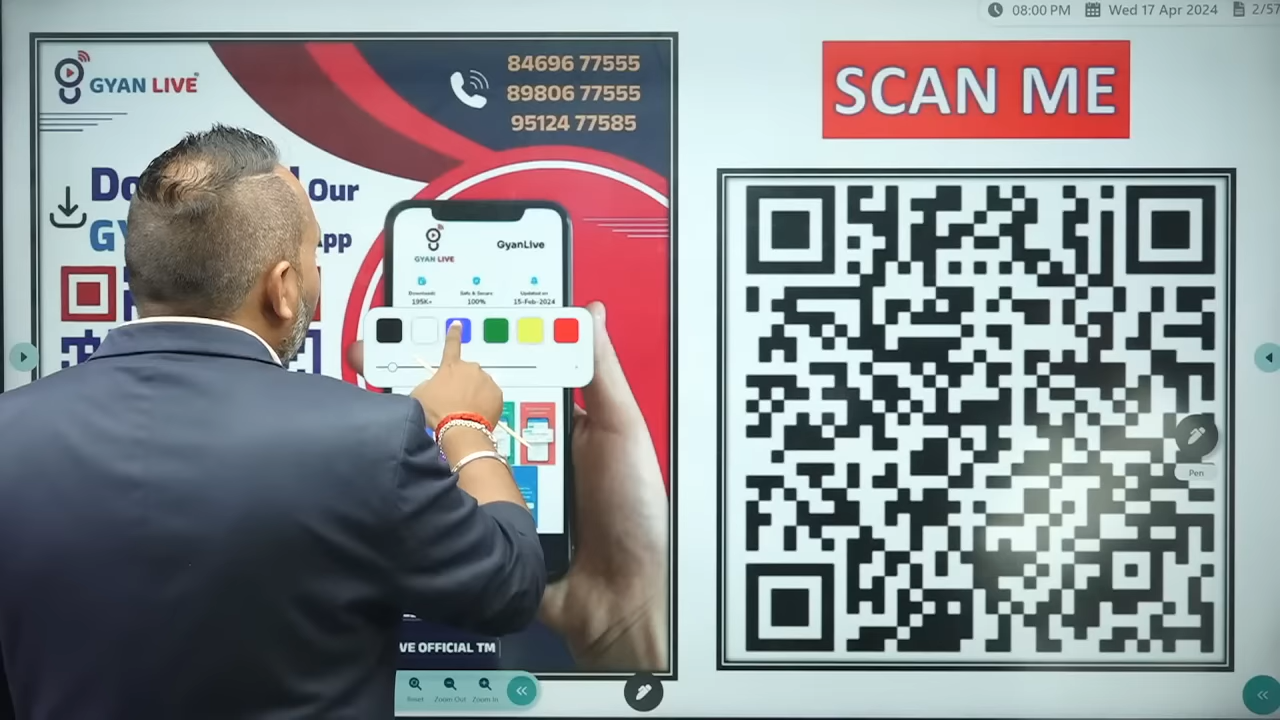 08:00 PM Wed 17 Apr 2024 2/57
GYAN LIVE
84696 77555
89806 77555
95124 77585
SCAN ME
Our
GyanLive
GYAN LIVE
Safe & Secure
Updated on
195K+ 100% 15-Feb-2024
Pen
VE OFFICIAL TM
Reset Zoom Out Zoom In